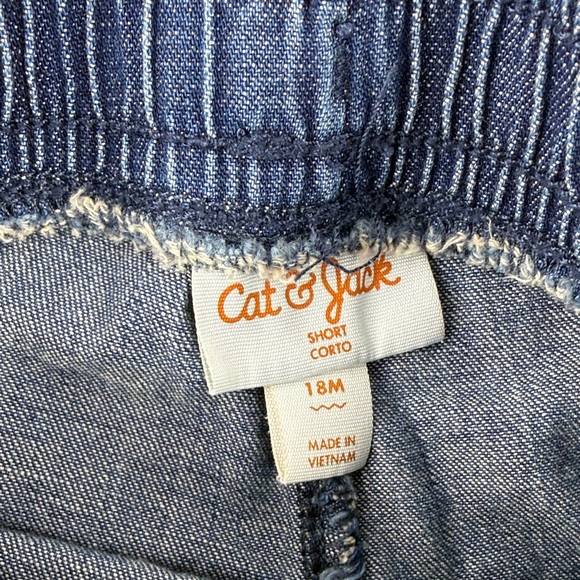 Cat & Jack
SHORT
CORTO
18M
MADE IN
VIETNAM